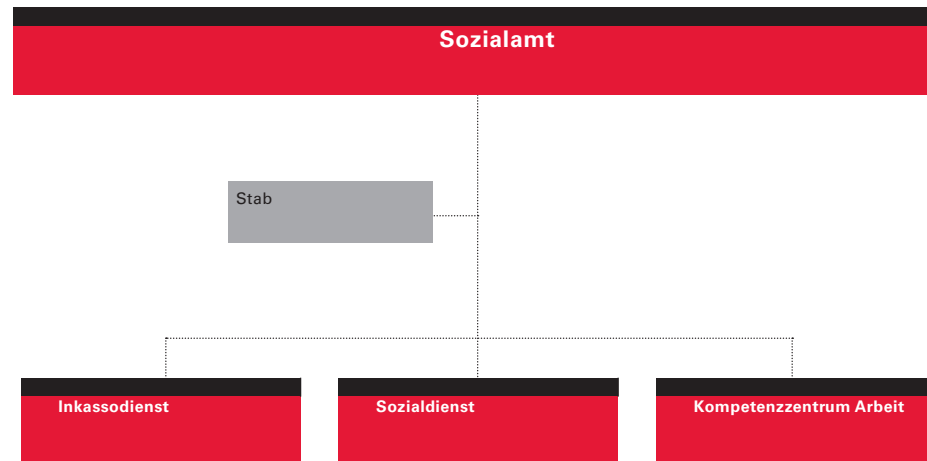 Sozialamt
Stab
Inkassodienst
Sozialdienst
Kompetenzzentrum Arbeit